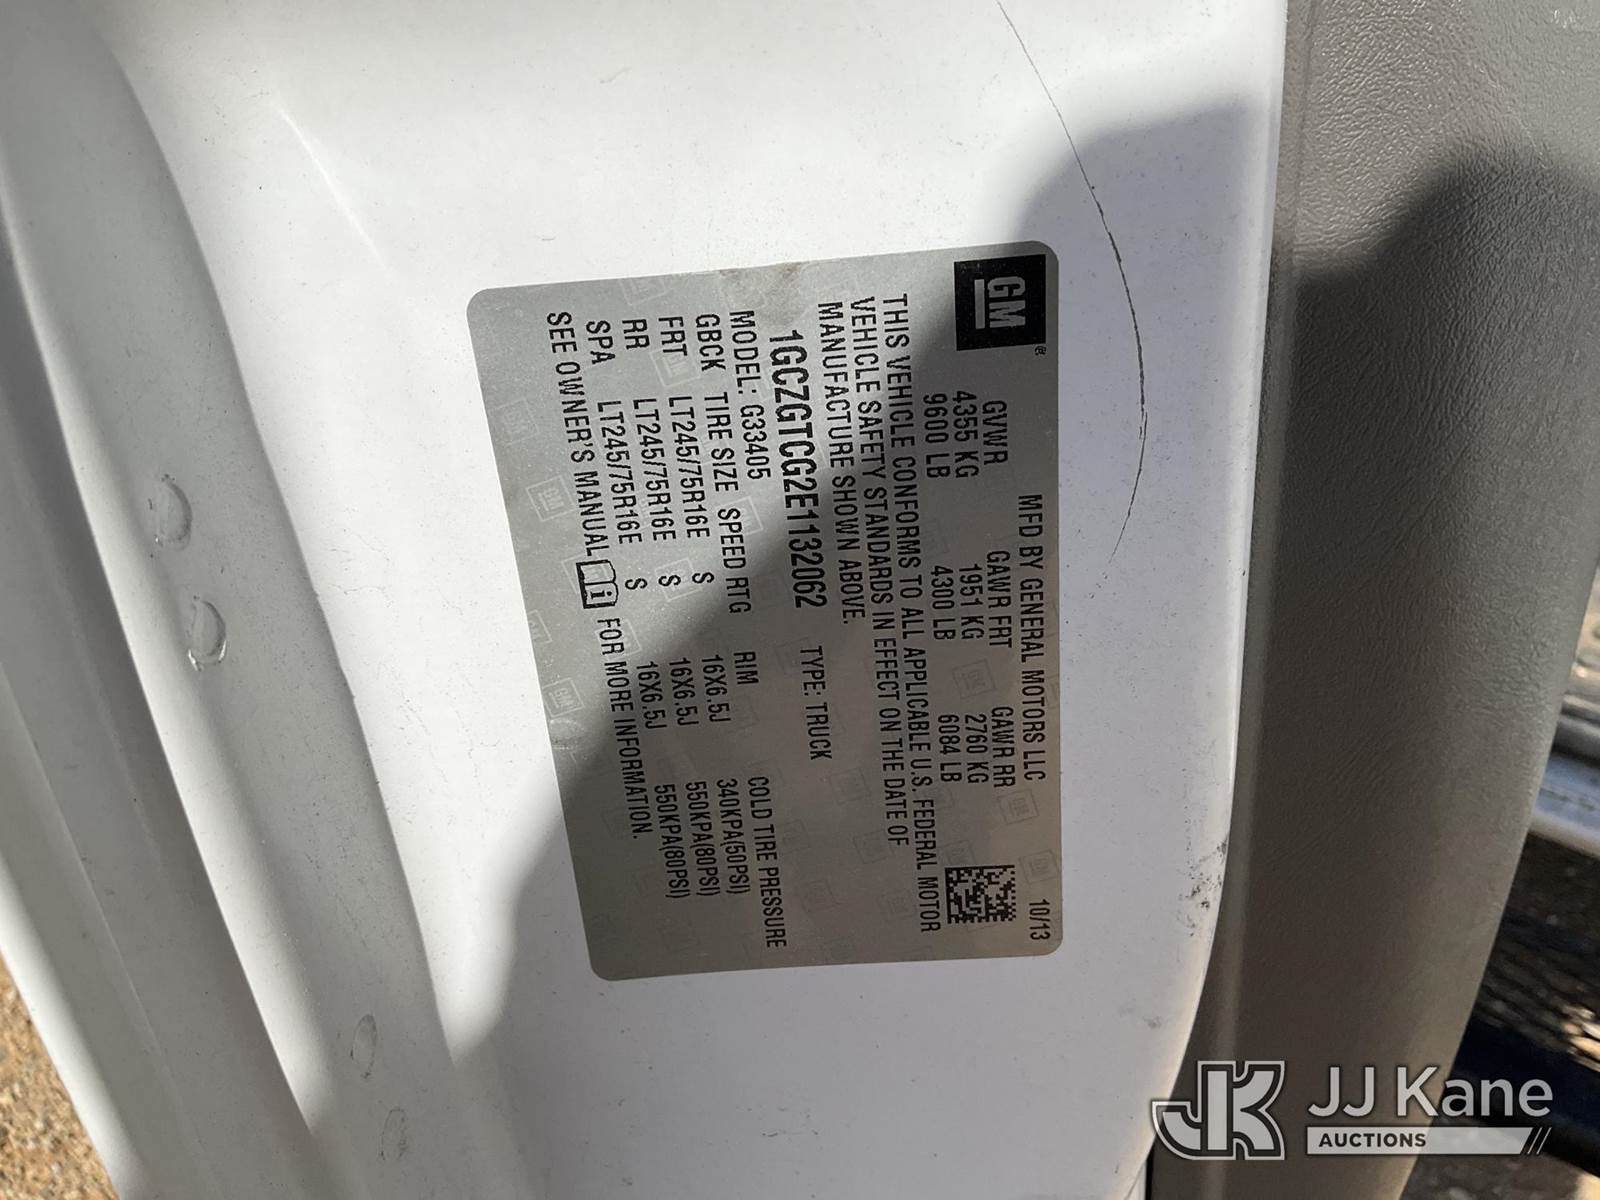 GM®
MFD BY GENERAL MOTORS LLC 10/13
GVWR GAWR FRT GAWR RR
4355 KG 1951 KG 2760 KG
9600 LB 4300 LB 6084 LB
THIS VEHICLE CONFORMS TO ALL APPLICABLE U.S. FEDERAL MOTOR
VEHICLE SAFETY STANDARDS IN EFFECT ON THE DATE OF
MANUFACTURE SHOWN ABOVE.
1GCZGTCG2E1132062 TYPE: TRUCK
MODEL: G33405
GBCK TIRE SIZE SPEED RTG RIM COLD TIRE PRESSURE
FRT LT245/75R16E S 16X6.5J 340KPA(50PSI)
RR LT245/75R16E S 16X6.5J 550KPA(80PSI)
SPA LT245/75R16E S 16X6.5J 550KPA(80PSI)
SEE OWNER'S MANUAL i FOR MORE INFORMATION.
JK JJ Kane
AUCTIONS